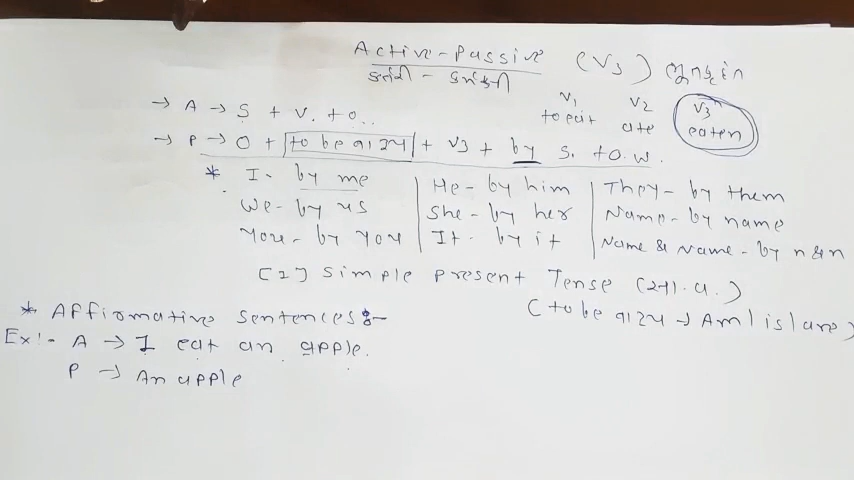 Active-Passive (V3) ભૂતકૃદંત
કર્તરી - કર્મણી
V1 V2 V3
to eat ate eaten
→ A → S + V. + O..
→ P → O + to be વાચક + V3 + by S. + O.W.
* I - by me He - by him They - by them
We - by us She - by her Name - by name
You - by you It - by it Name & Name - by n & n
[1] Simple Present Tense (સા.વ.)
(to be વાચક → Am | is | are)
* Affirmative sentences:-
Ex:- A → I eat an apple.
P → An apple